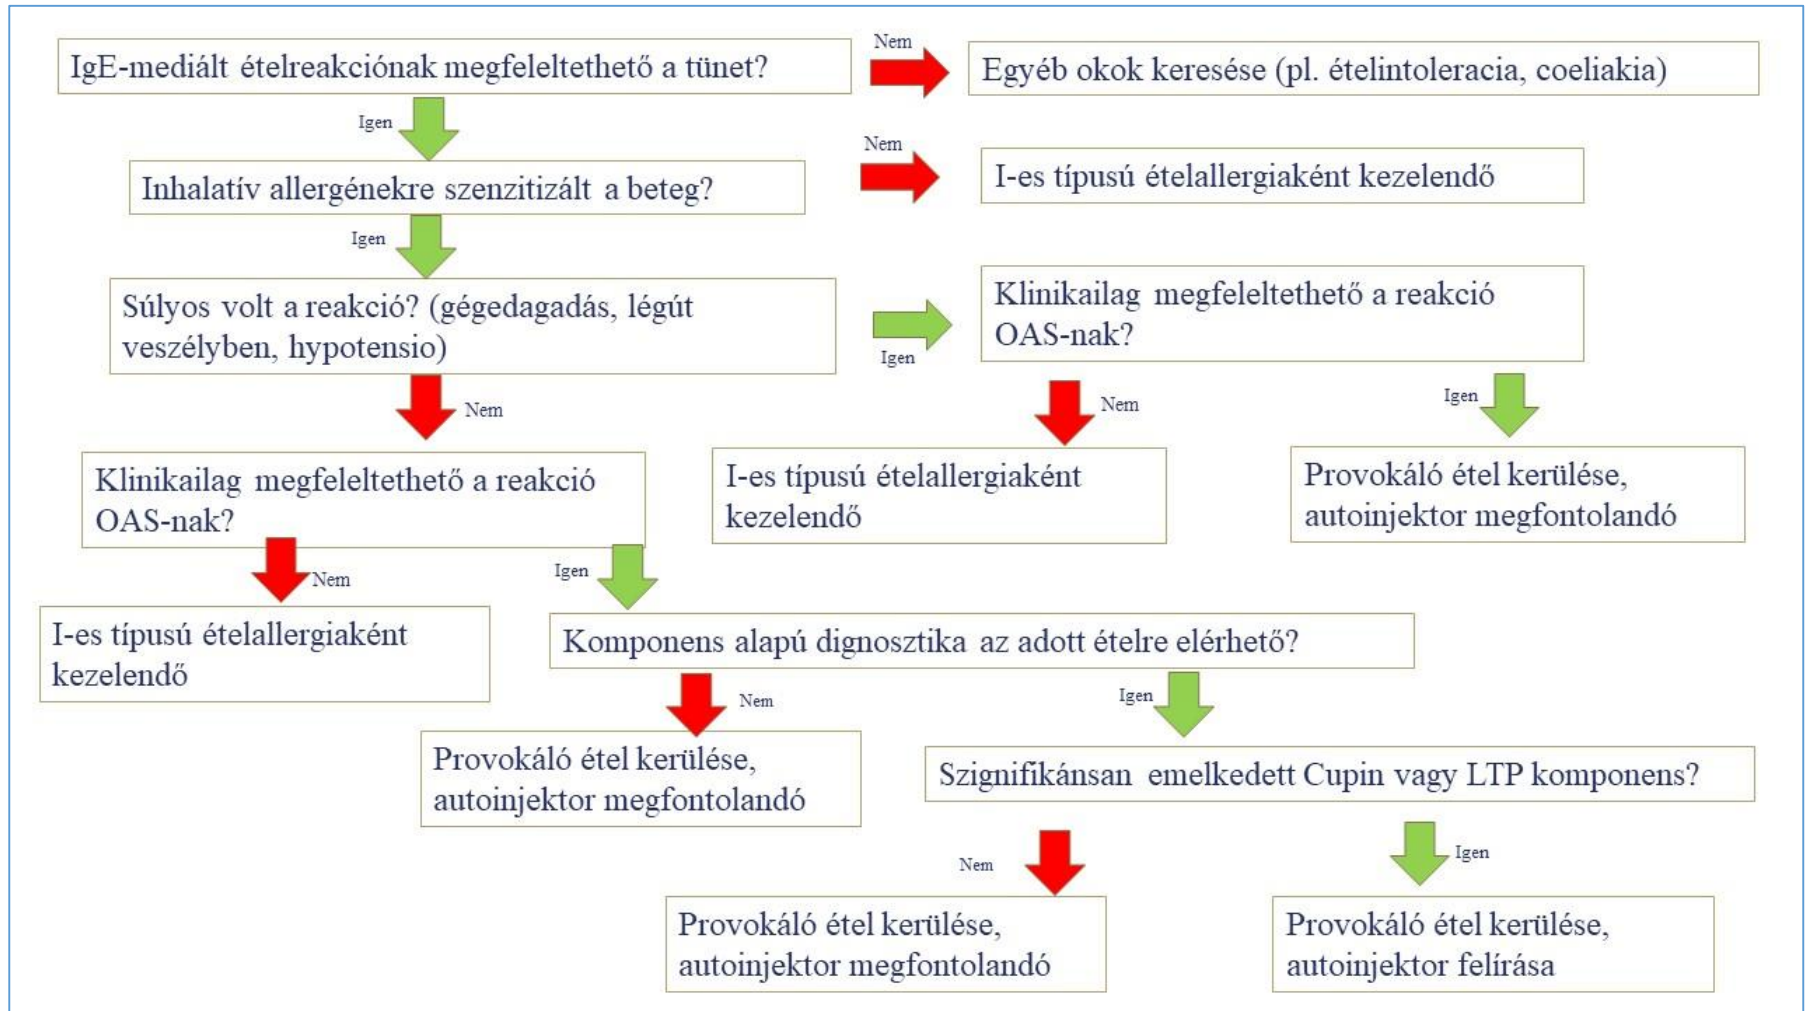 Nem
IgE-mediált ételreakciónak megfeleltethető a tünet?
Egyéb okok keresése (pl. ételintoleracia, coeliakia)
Igen
Nem
Inhalatív allergénekre szenzitizált a beteg?
I-es típusú ételallergiaként kezelendő
Igen
Súlyos volt a reakció? (gégedagadás, légút
veszélyben, hypotensio)
Igen
Klinikailag megfeleltethető a reakció
OAS-nak?
Nem
Nem
Igen
Klinikailag megfeleltethető a reakció
OAS-nak?
I-es típusú ételallergiaként
kezelendő
Provokáló étel kerülése,
autoinjektor megfontolandó
Nem
Igen
I-es típusú ételallergiaként
kezelendő
Komponens alapú dignosztika az adott ételre elérhető?
Nem
Igen
Provokáló étel kerülése,
autoinjektor megfontolandó
Szignifikánsan emelkedett Cupin vagy LTP komponens?
Nem
Igen
Provokáló étel kerülése,
autoinjektor megfontolandó
Provokáló étel kerülése,
autoinjektor felírása